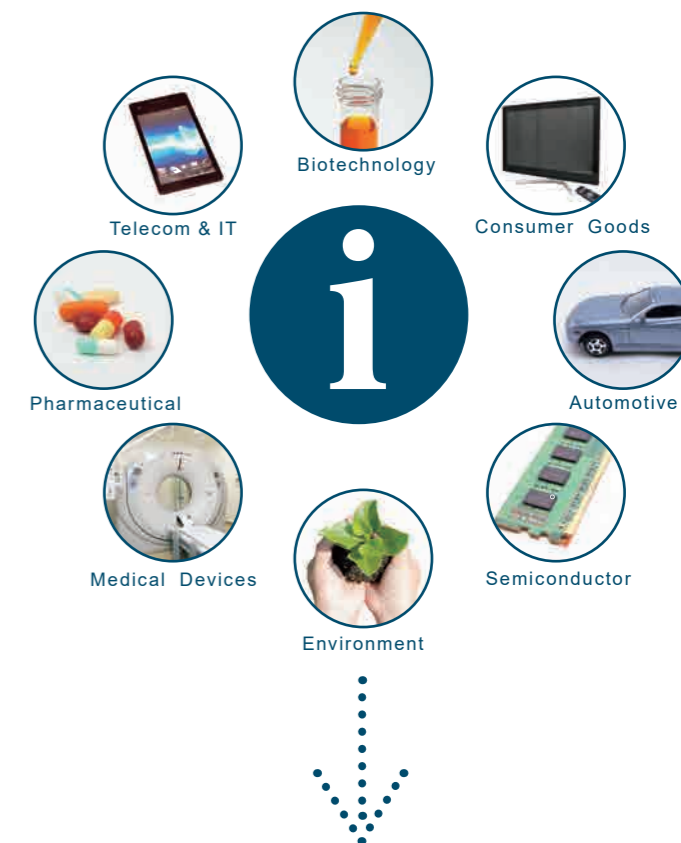 Biotechnology
Telecom & IT
Consumer Goods
i
Pharmaceutical
Automotive
Medical Devices
Semiconductor
Environment